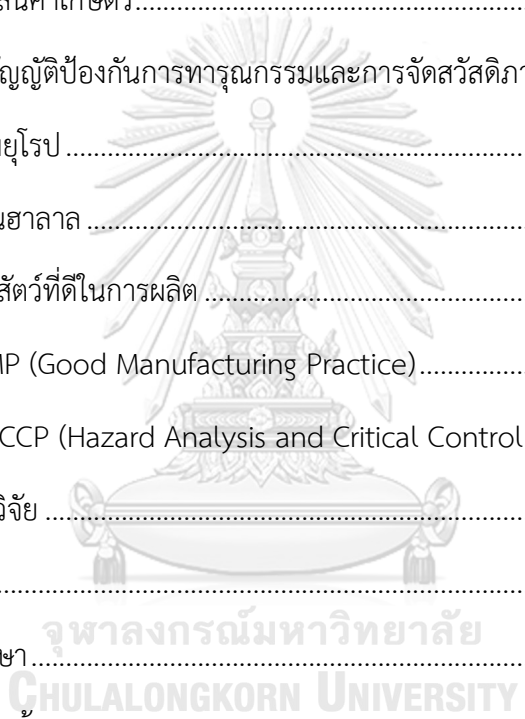 สินค้าเกษตร....................
ัญญัติป้องกันการทารุณกรรมและการจัดสวัสดิภา
ยุโรป ....................
นฮาลาล ....................
สัตว์ที่ดีในการผลิต ....................
MP (Good Manufacturing Practice)....................
CCP (Hazard Analysis and Critical Control
วิจัย ....................
....................
จุฬาลงกรณ์มหาวิทยาลัย
ษา....................
CHULALONGKORN UNIVERSITY